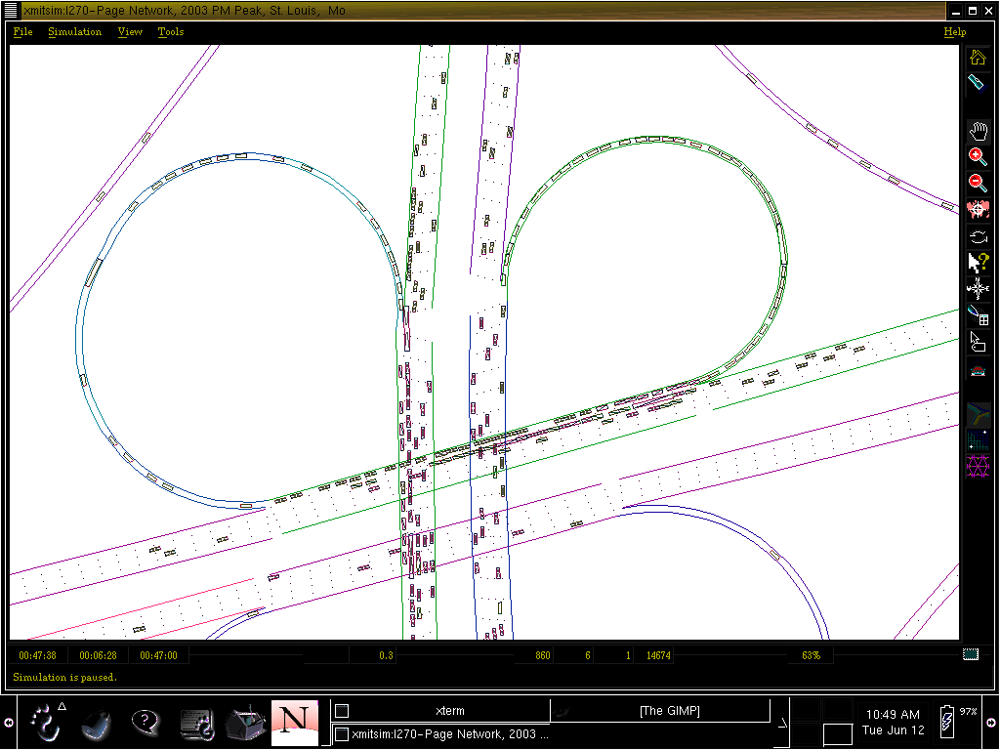 xmitsim:I270-Page Network, 2003 PM Peak, St. Louis, Mo
File Simulation View Tools Help
00:47:38 00:06:28 00:47:00 0.3 860 6 1 14674 63%
Simulation is paused.
xterm [The GIMP]
xmitsim:I270-Page Network, 2003 ...
10:49 AM
Tue Jun 12
97%
N